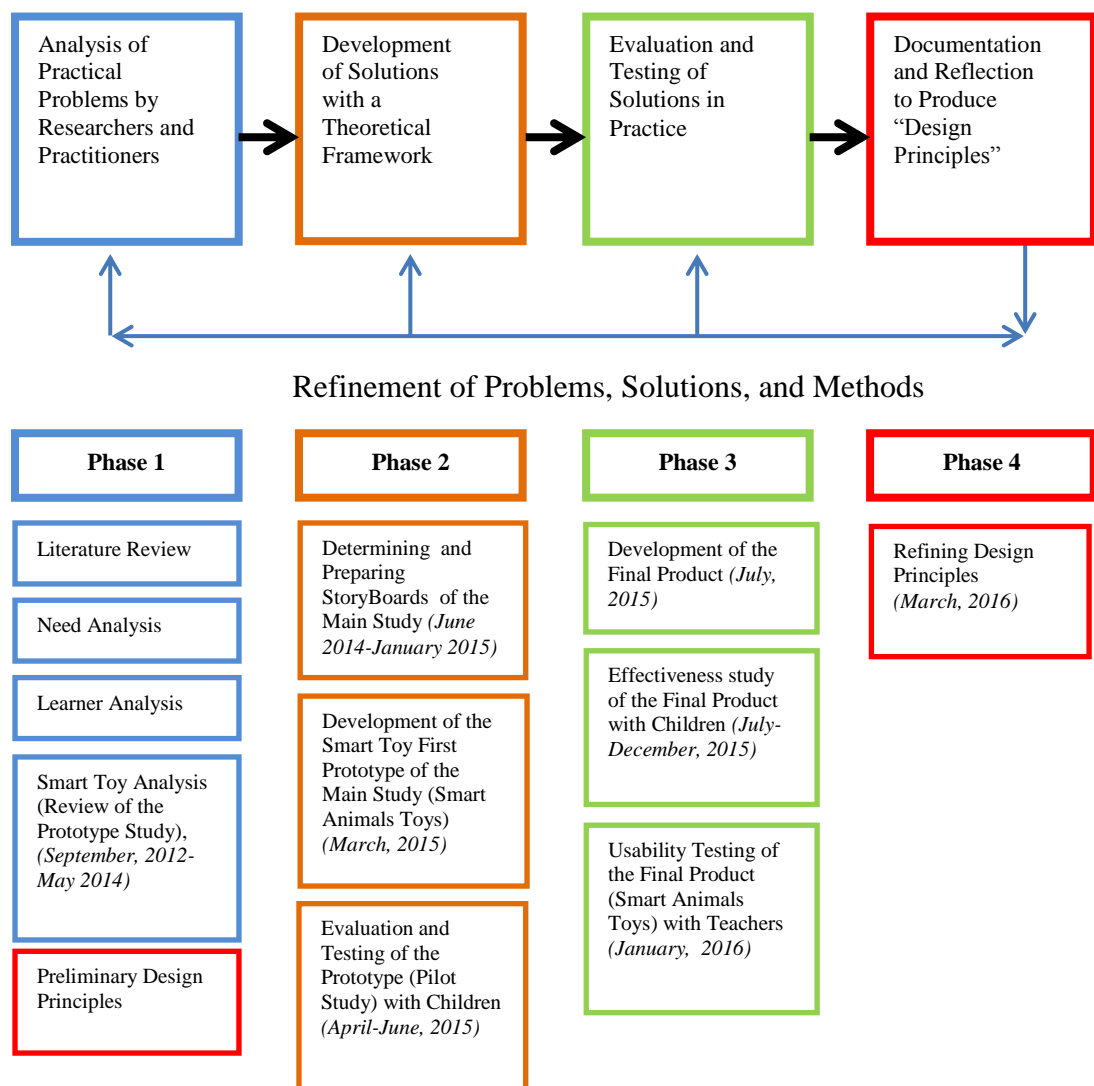 Analysis of
Practical
Problems by
Researchers and
Practitioners
Development
of Solutions
with a
Theoretical
Framework
Evaluation and
Testing of
Solutions in
Practice
Documentation
and Reflection
to Produce
“Design
Principles”
Refinement of Problems, Solutions, and Methods
Phase 1
Literature Review
Need Analysis
Learner Analysis
Smart Toy Analysis
(Review of the
Prototype Study),
(September, 2012-
May 2014)
Preliminary Design
Principles
Phase 2
Determining and
Preparing
StoryBoards of the
Main Study (June
2014-January 2015)
Development of the
Smart Toy First
Prototype of the
Main Study (Smart
Animals Toys)
(March, 2015)
Evaluation and
Testing of the
Prototype (Pilot
Study) with Children
(April-June, 2015)
Phase 3
Development of the
Final Product (July,
2015)
Effectiveness study
of the Final Product
with Children (July-
December, 2015)
Usability Testing of
the Final Product
(Smart Animals
Toys) with Teachers
(January, 2016)
Phase 4
Refining Design
Principles
(March, 2016)